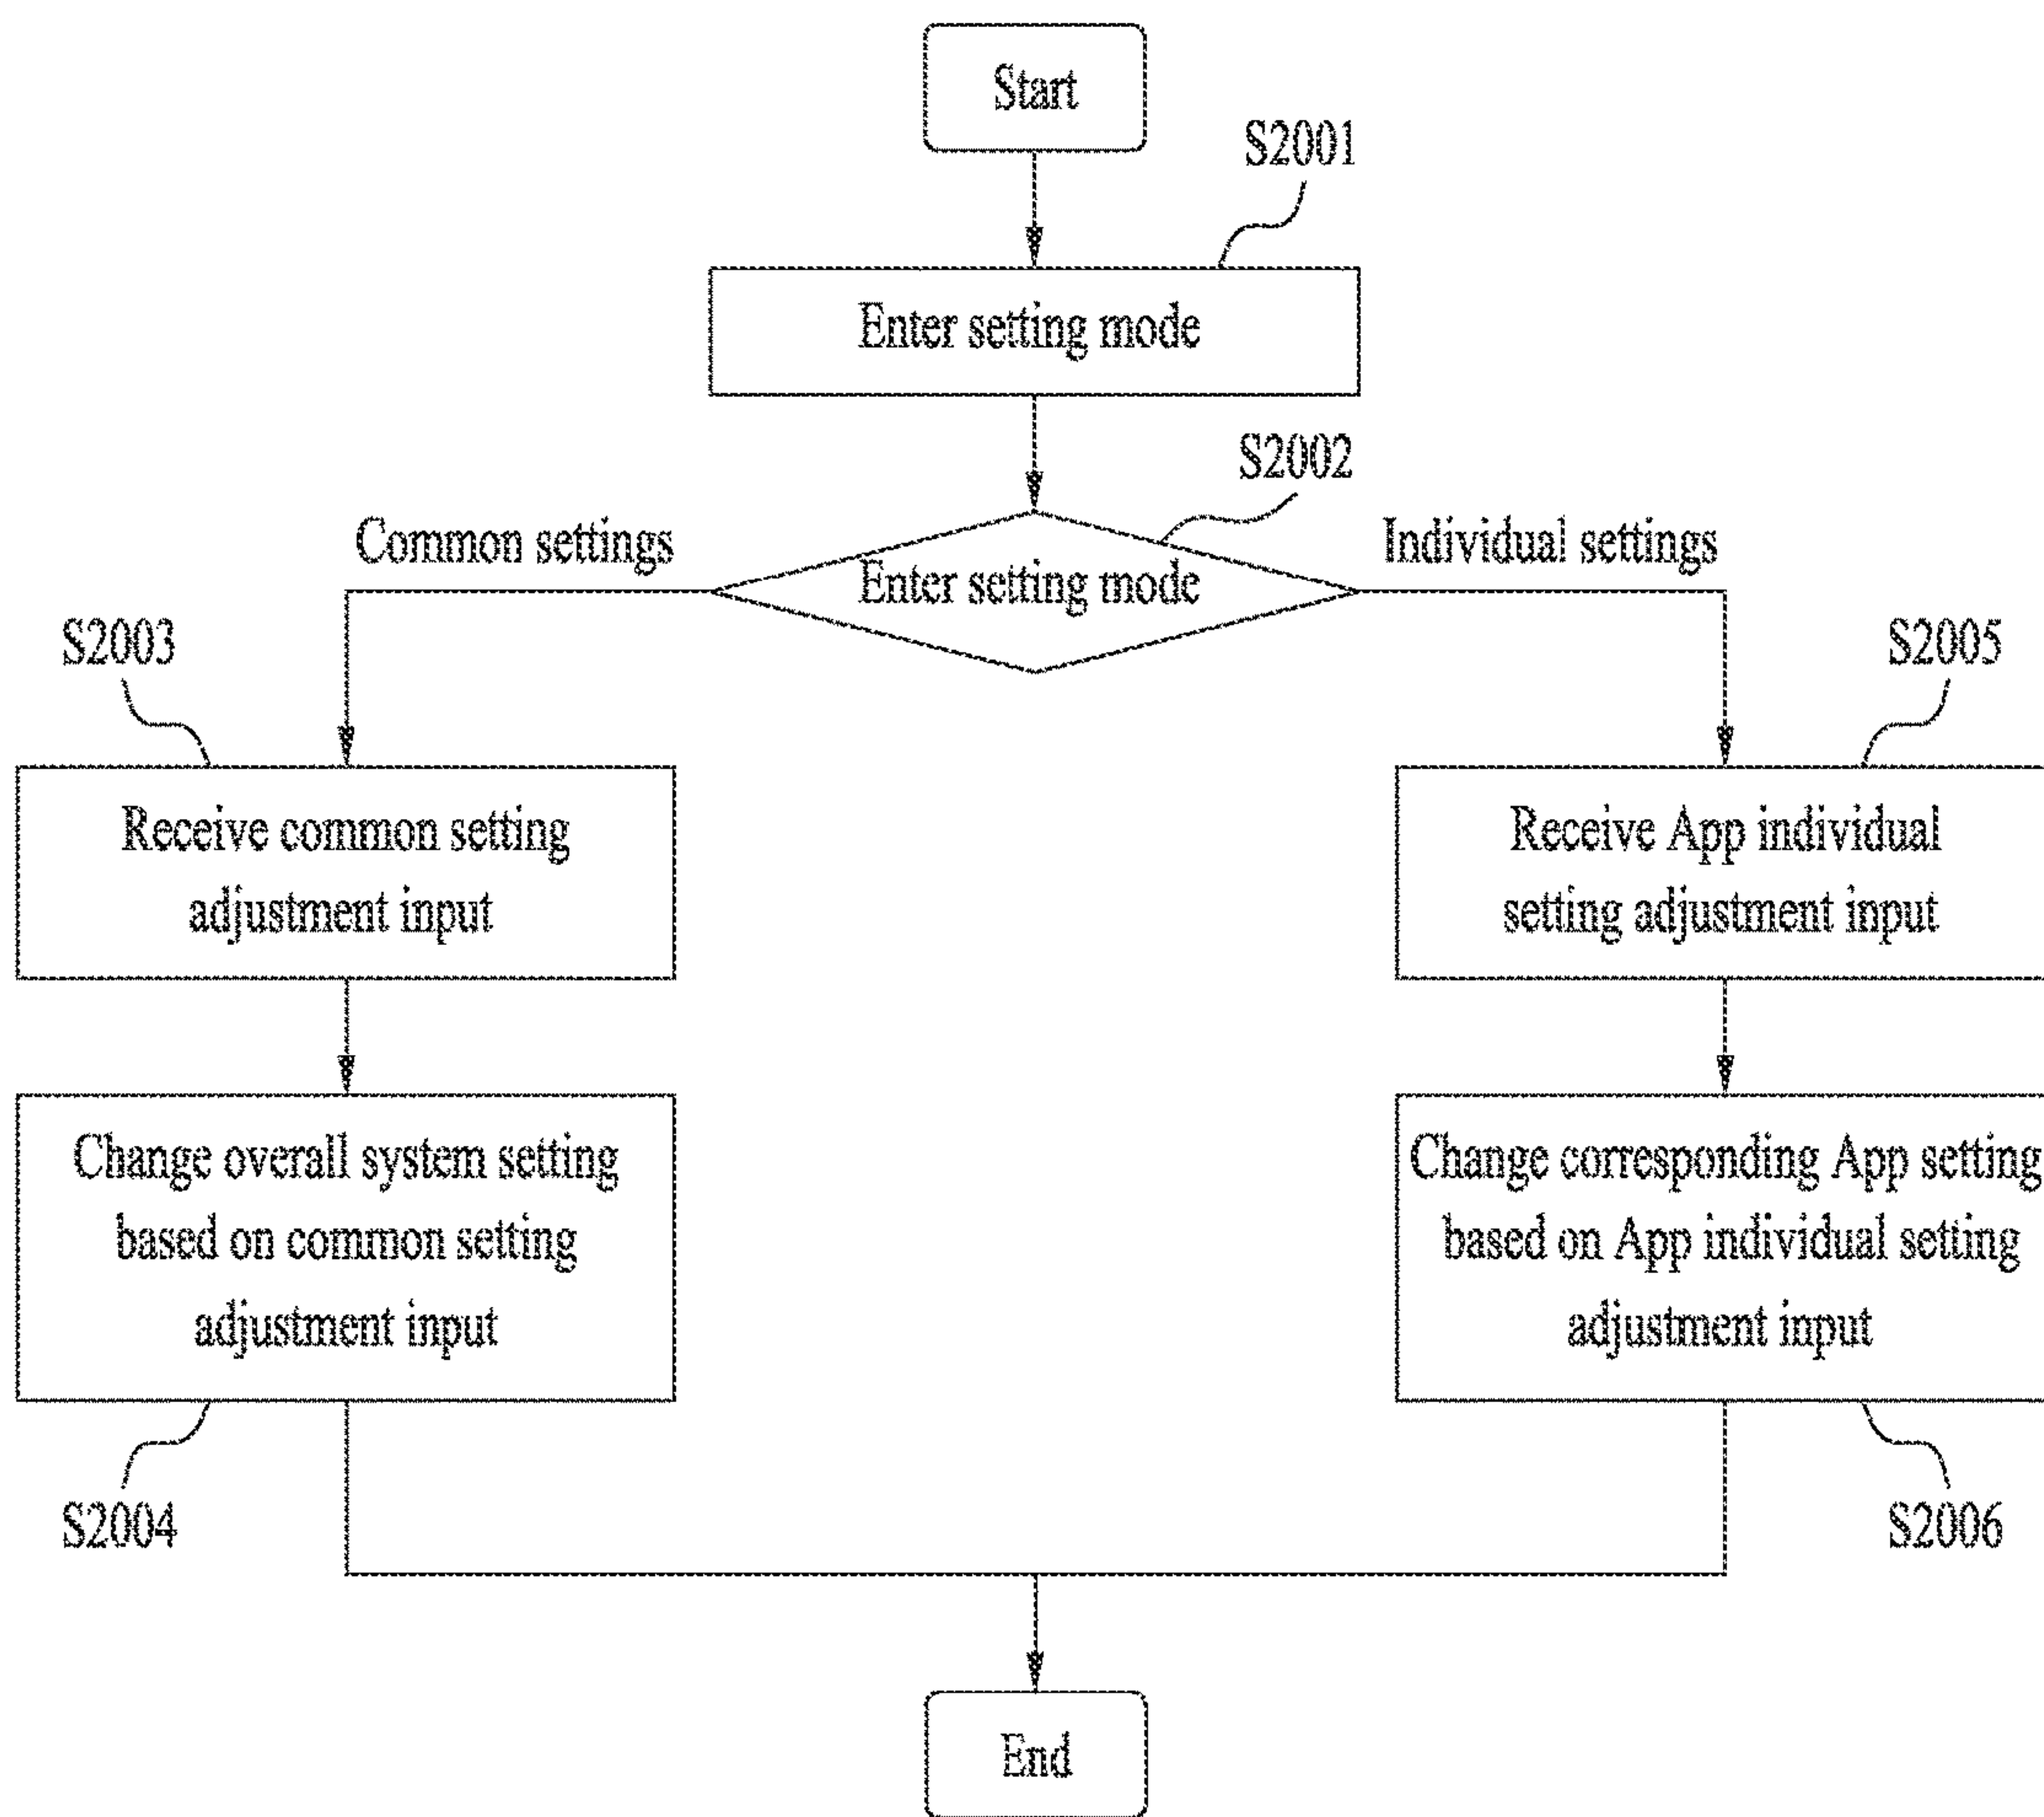 Start
S2001
Enter setting mode
S2002
Common settings
Enter setting mode
Individual settings
S2003
Receive common setting
adjustment input
Change overall system setting
based on common setting
adjustment input
S2004
S2005
Receive App individual
setting adjustment input
Change corresponding App setting
based on App individual setting
adjustment input
S2006
End